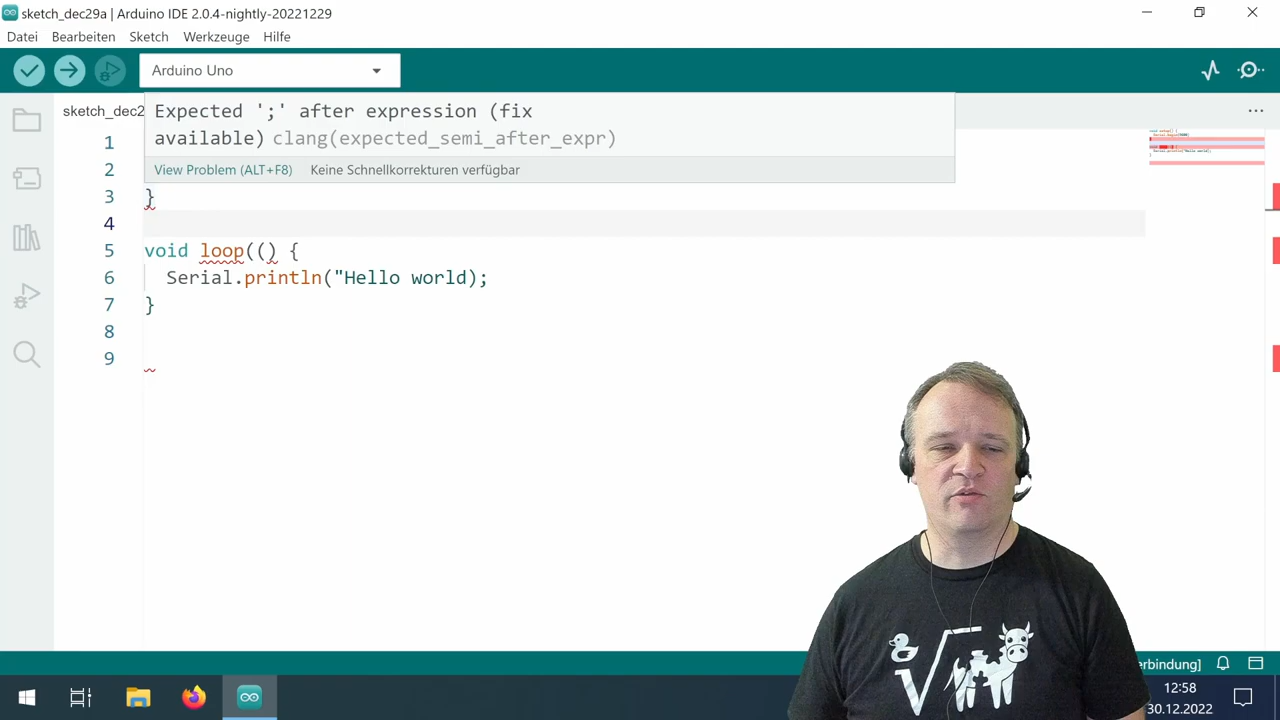 sketch_dec29a | Arduino IDE 2.0.4-nightly-20221229
Datei Bearbeiten Sketch Werkzeuge Hilfe
Arduino Uno
sketch_dec2
Expected ';' after expression (fix
available) clang(expected_semi_after_expr)
View Problem (ALT+F8) Keine Schnellkorrekturen verfügbar
1
2
3 }
4
5 void loop(() {
6 Serial.println("Hello world);
7 }
8
9
erbindung]
12:58
30.12.2022